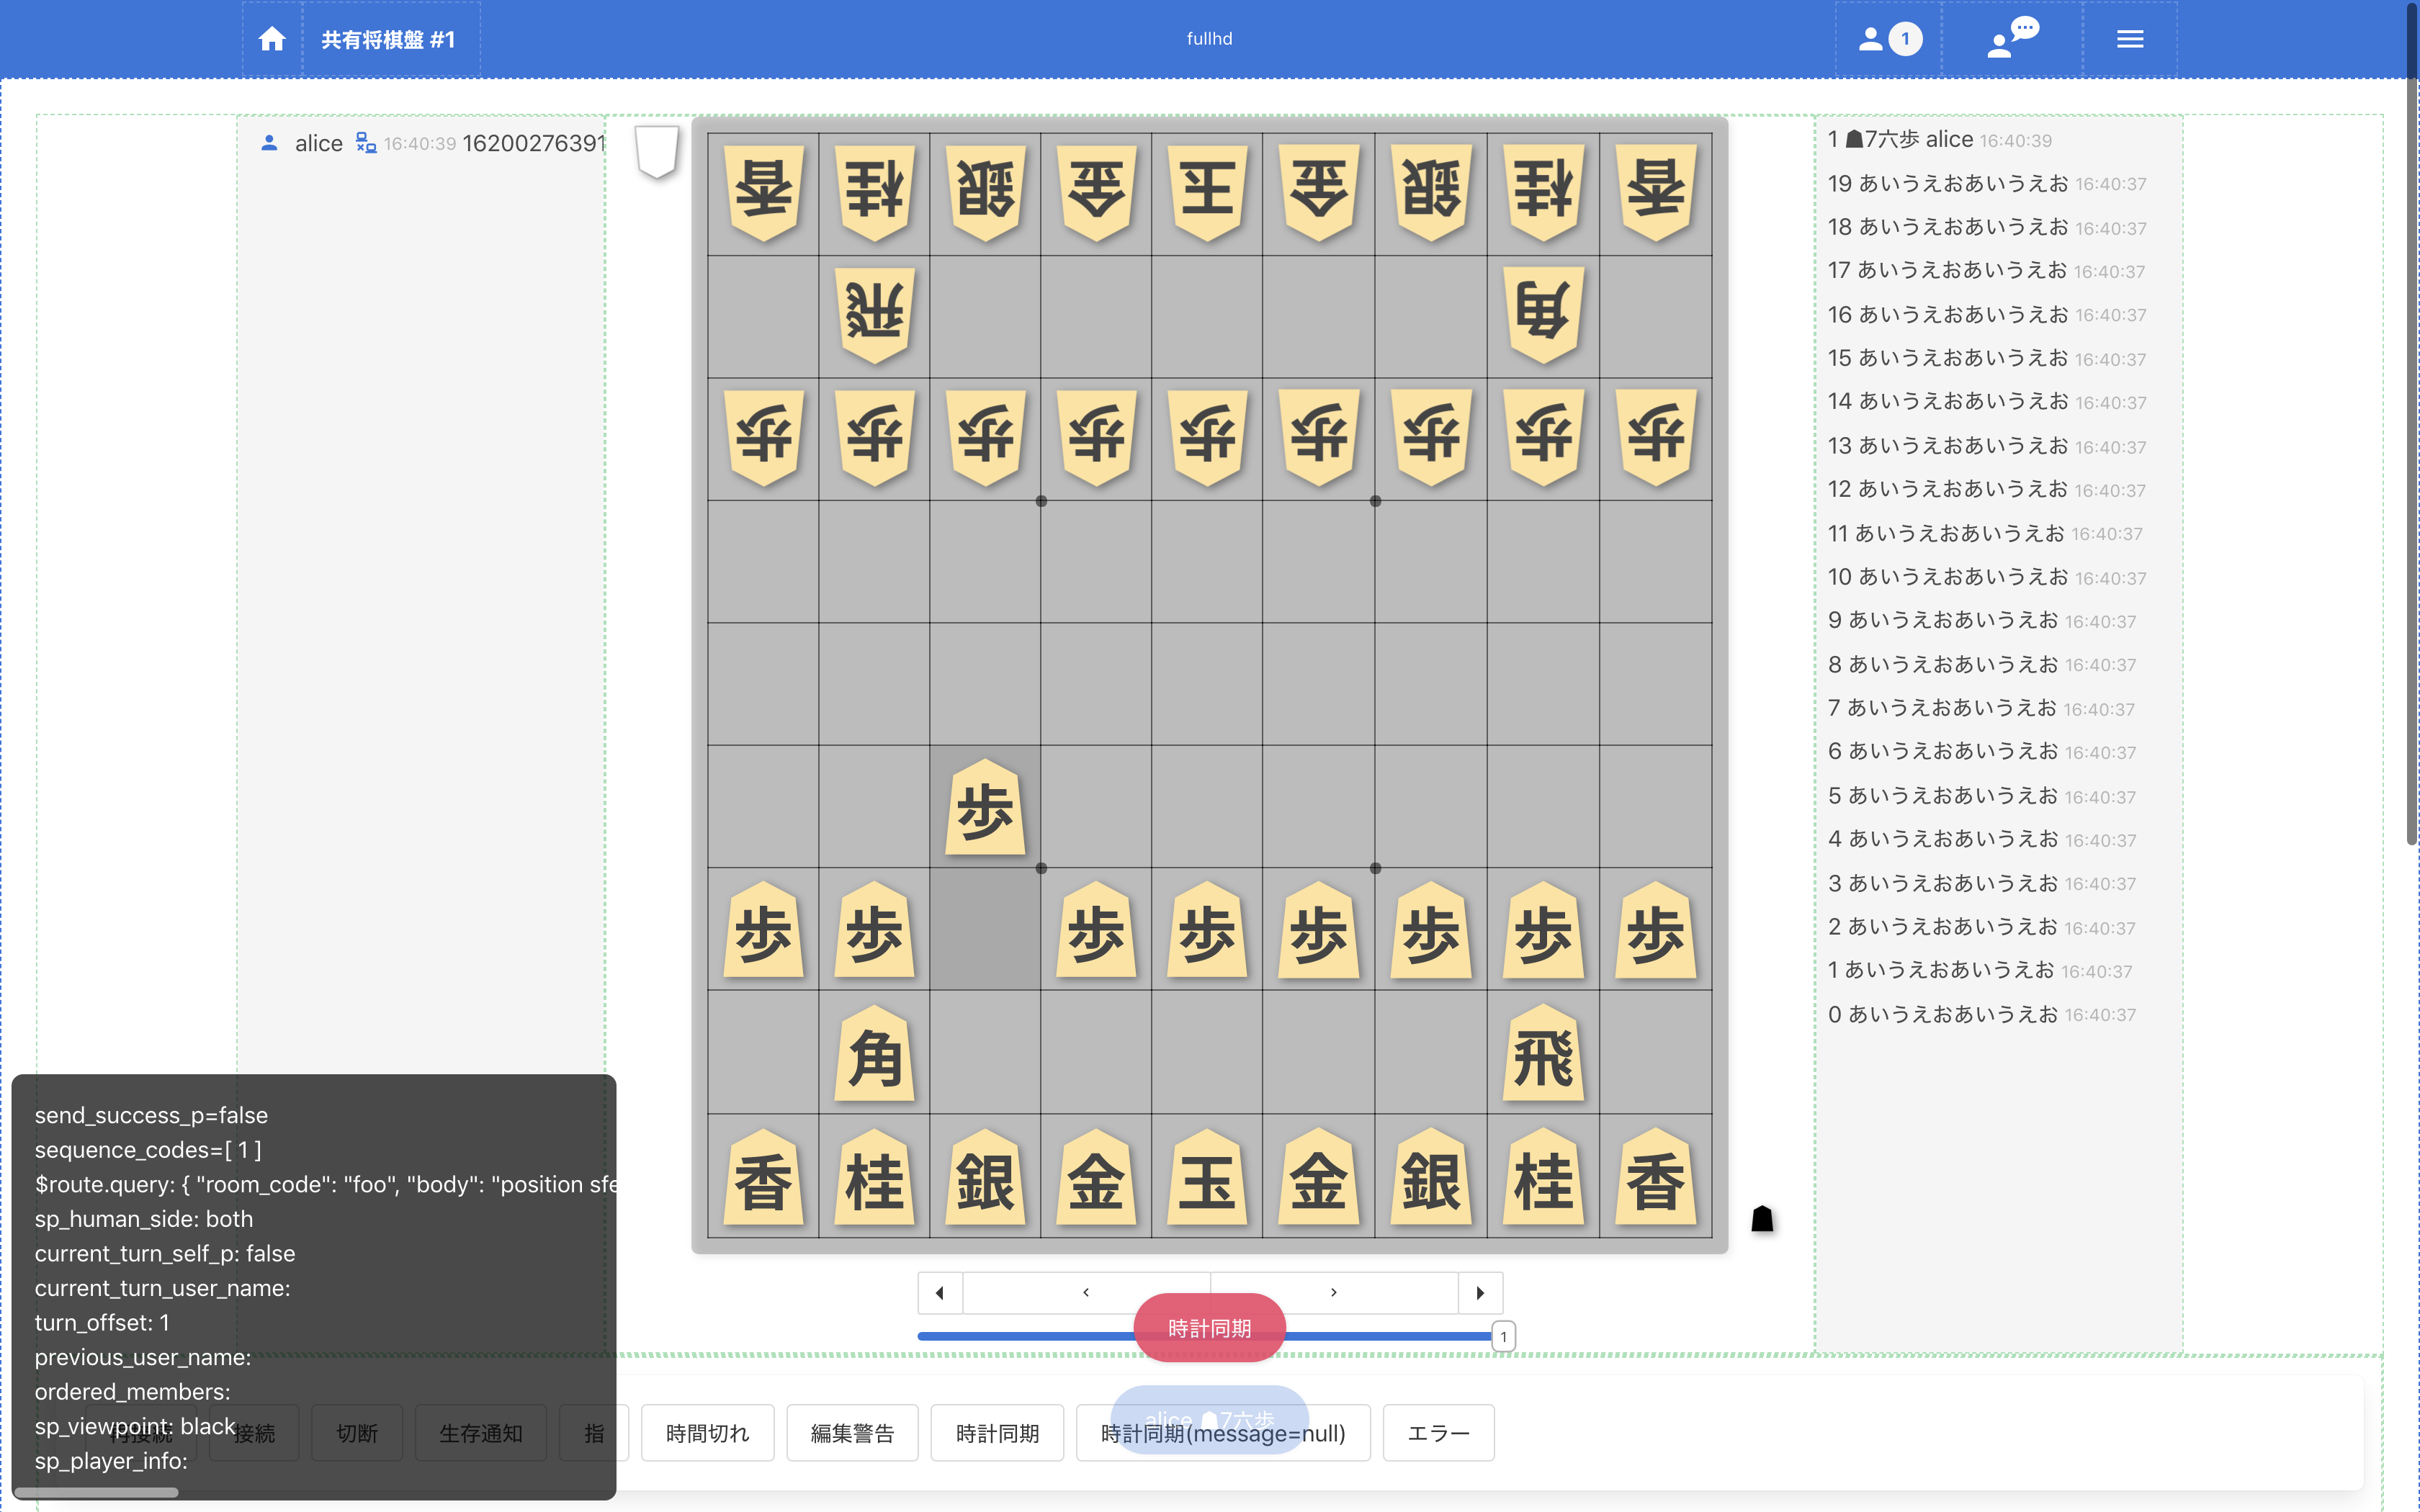 共有将棋盤 #1
fullhd
1
alice 16:40:39 16200276391
香桂銀金玉金銀桂香
飛角
歩歩歩歩歩歩歩歩歩
歩
歩歩歩歩歩歩歩歩
角飛
香桂銀金玉金銀桂香
1 ☗7六歩 alice 16:40:39
19 あいうえおあいうえお 16:40:37
18 あいうえおあいうえお 16:40:37
17 あいうえおあいうえお 16:40:37
16 あいうえおあいうえお 16:40:37
15 あいうえおあいうえお 16:40:37
14 あいうえおあいうえお 16:40:37
13 あいうえおあいうえお 16:40:37
12 あいうえおあいうえお 16:40:37
11 あいうえおあいうえお 16:40:37
10 あいうえおあいうえお 16:40:37
9 あいうえおあいうえお 16:40:37
8 あいうえおあいうえお 16:40:37
7 あいうえおあいうえお 16:40:37
6 あいうえおあいうえお 16:40:37
5 あいうえおあいうえお 16:40:37
4 あいうえおあいうえお 16:40:37
3 あいうえおあいうえお 16:40:37
2 あいうえおあいうえお 16:40:37
1 あいうえおあいうえお 16:40:37
0 あいうえおあいうえお 16:40:37
時計同期
1
alice ☗7六歩
send_success_p=false
sequence_codes=[ 1 ]
$route.query: { "room_code": "foo", "body": "position sfe
sp_human_side: both
current_turn_self_p: false
current_turn_user_name:
turn_offset: 1
previous_user_name:
ordered_members:
sp_viewpoint: black
sp_player_info:
再接続 接続 切断 生存通知 指 時間切れ 編集警告 時計同期 時計同期(message=null) エラー